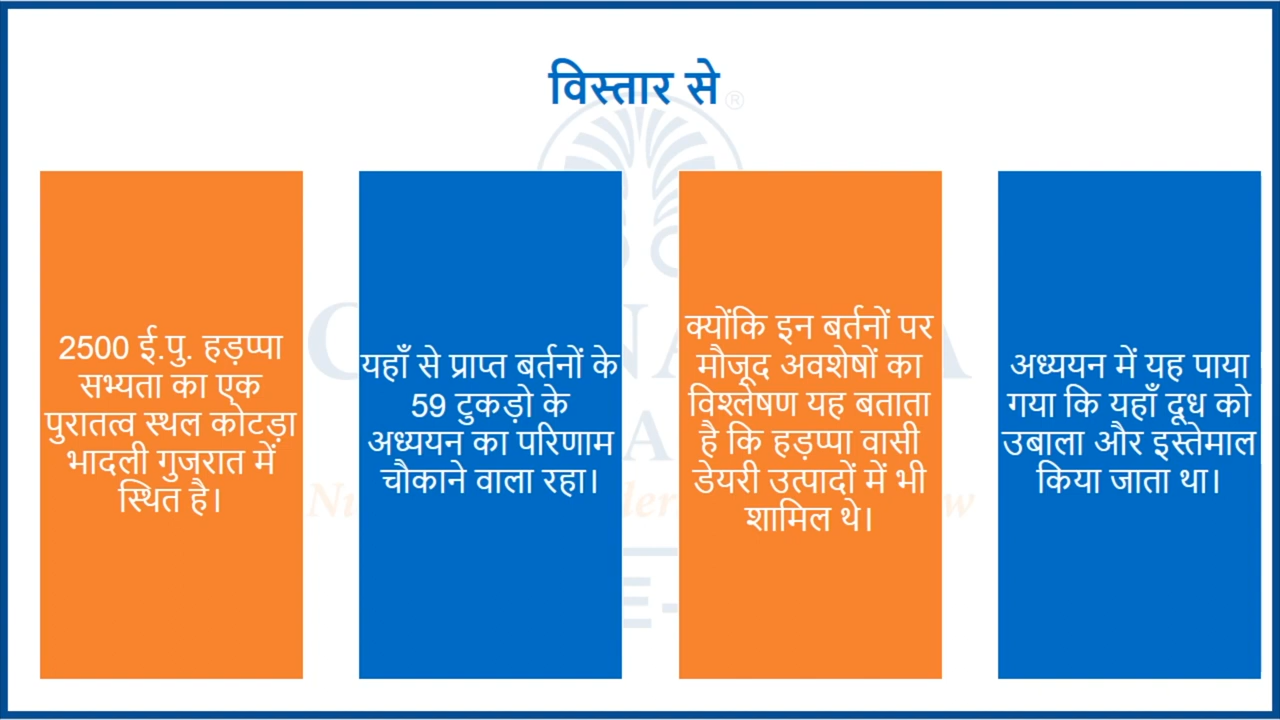 विस्तार से
®
2500 ई.पु. हड़प्पा
सभ्यता का एक
पुरातत्व स्थल कोटड़ा
भादली गुजरात में
स्थित है।
यहाँ से प्राप्त बर्तनों के
59 टुकड़ो के
अध्ययन का परिणाम
चौकाने वाला रहा।
क्योंकि इन बर्तनों पर
मौजूद अवशेषों का
विश्लेषण यह बताता
है कि हड़प्पा वासी
डेयरी उत्पादों में भी
शामिल थे।
अध्ययन में यह पाया
गया कि यहाँ दूध को
उबाला और इस्तेमाल
किया जाता था।